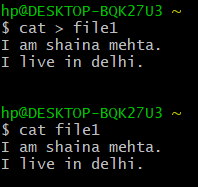 hp@DESKTOP-BQK27U3 ~
$ cat > file1
I am shaina mehta.
I live in delhi.
hp@DESKTOP-BQK27U3 ~
$ cat file1
I am shaina mehta.
I live in delhi.